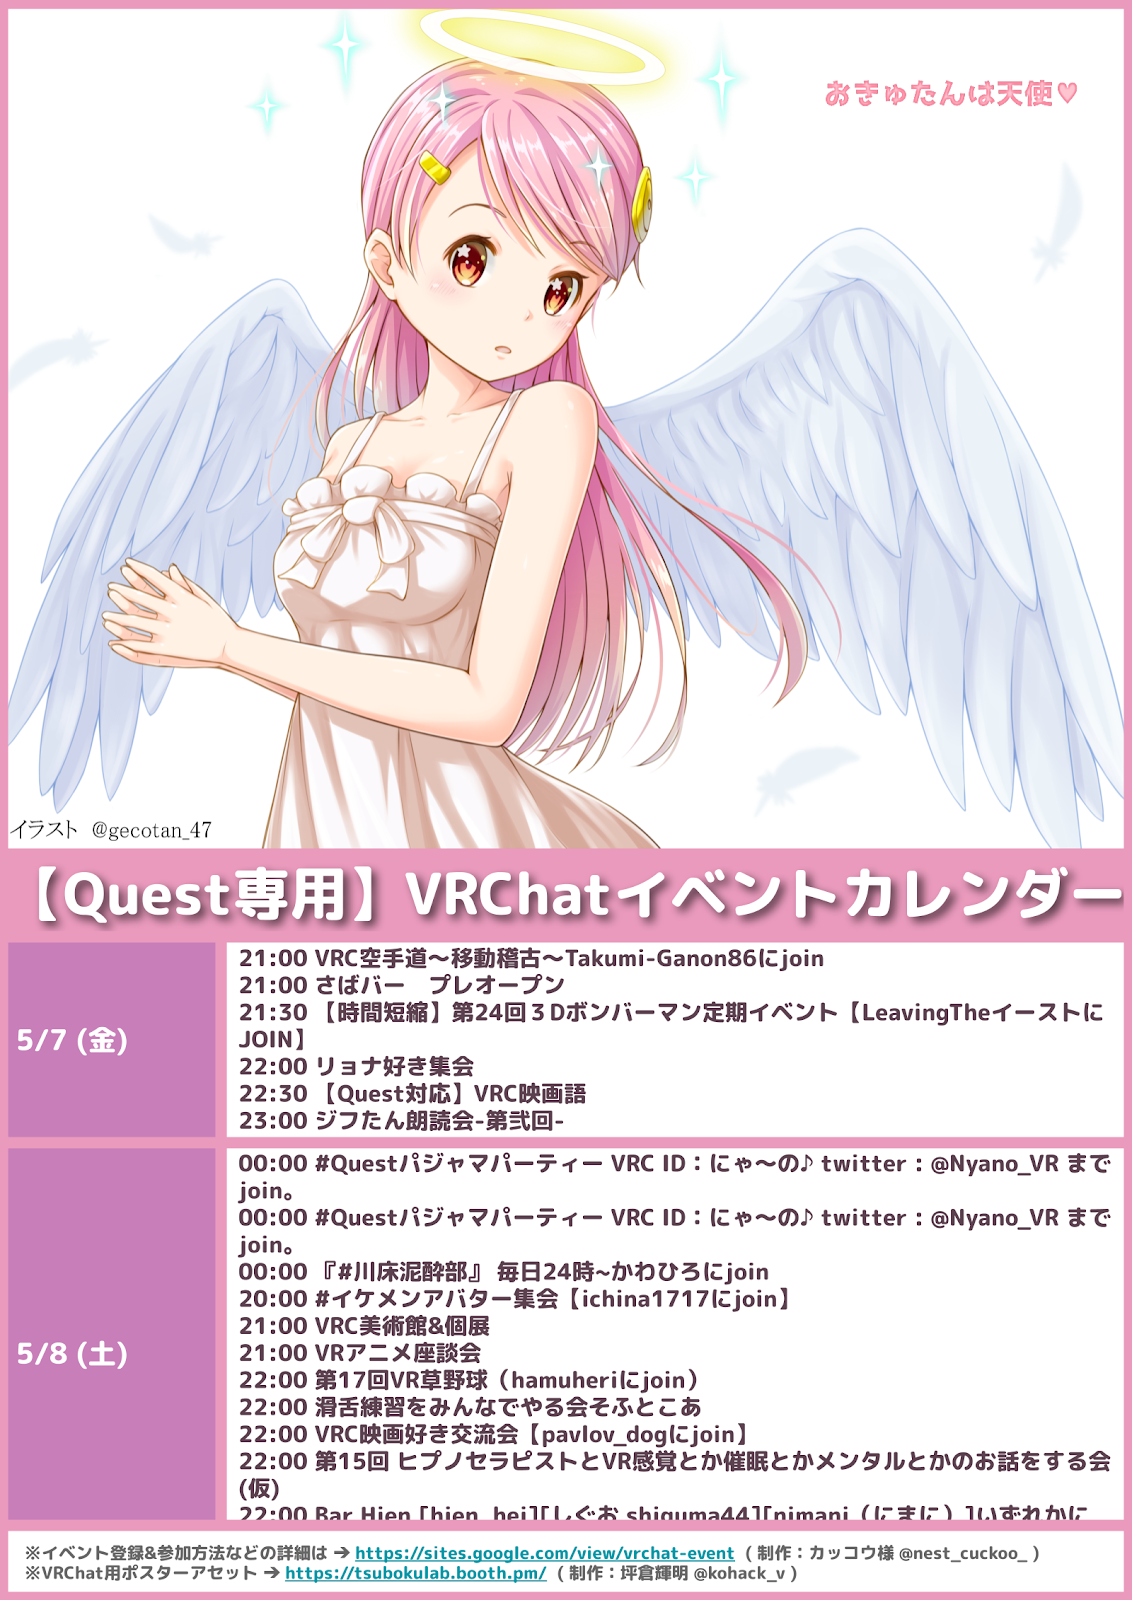 おきゅたんは天使♥
イラスト @gecotan_47
【Quest専用】VRChatイベントカレンダー
5/7 (金)
21:00 VRC空手道～移動稽古～Takumi-Ganon86にjoin
21:00 さばバー　プレオープン
21:30 【時間短縮】第24回３Dボンバーマン定期イベント【LeavingTheイーストに
JOIN】
22:00 リョナ好き集会
22:30 【Quest対応】VRC映画語
23:00 ジフたん朗読会-第弐回-
5/8 (土)
00:00 #Questパジャマパーティー VRC ID：にゃ～の♪ twitter : @Nyano_VR まで
join。
00:00 #Questパジャマパーティー VRC ID：にゃ～の♪ twitter : @Nyano_VR まで
join。
00:00 『#川床泥酔部』 毎日24時~かわひろにjoin
20:00 #イケメンアバター集会【ichina1717にjoin】
21:00 VRC美術館&個展
21:00 VRアニメ座談会
22:00 第17回VR草野球（hamuheriにjoin）
22:00 滑舌練習をみんなでやる会そふとこあ
22:00 VRC映画好き交流会【pavlov_dogにjoin】
22:00 第15回 ヒプノセラピストとVR感覚とか催眠とかメンタルとかのお話をする会
(仮)
22:00 Bar Hien [hien_hei][しぐお shiguma44][nimani（にまに）]いずれかに
※イベント登録&参加方法などの詳細は ➔ https://sites.google.com/view/vrchat-event （ 制作：カッコウ様 @nest_cuckoo_ ）
※VRChat用ポスターアセット ➔ https://tsubokulab.booth.pm/ （ 制作：坪倉輝明 @kohack_v ）